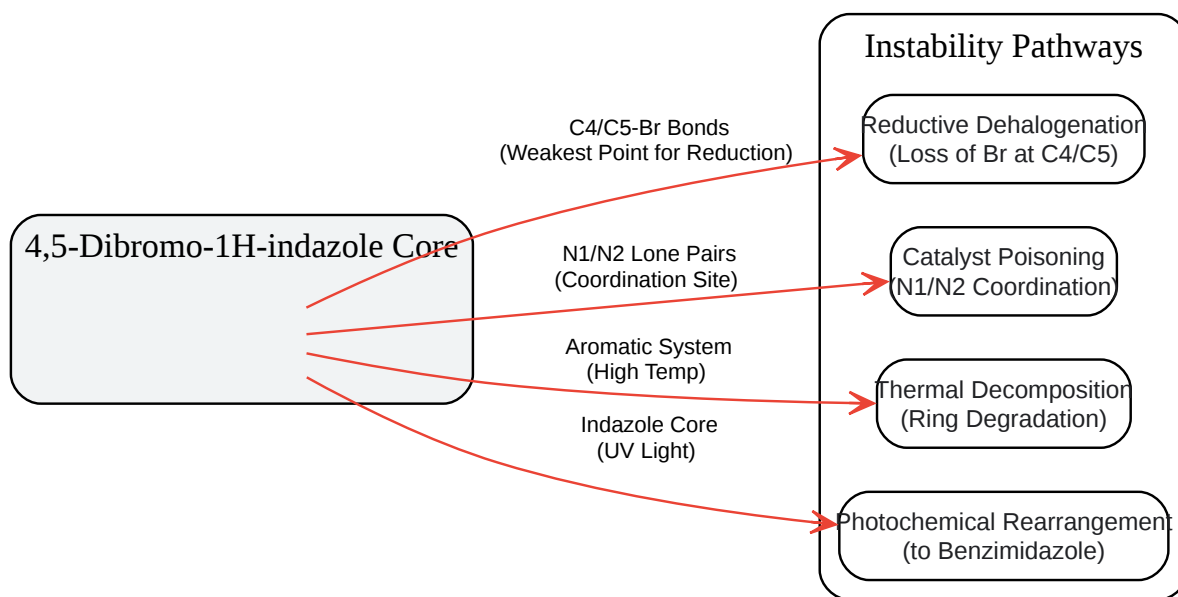 Instability Pathways
C4/C5-Br Bonds
(Weakest Point for Reduction)
Reductive Dehalogenation
(Loss of Br at C4/C5)
4,5-Dibromo-1H-indazole Core
N1/N2 Lone Pairs
(Coordination Site)
Catalyst Poisoning
(N1/N2 Coordination)
Aromatic System
(High Temp)
Thermal Decomposition
(Ring Degradation)
Indazole Core
(UV Light)
Photochemical Rearrangement
(to Benzimidazole)